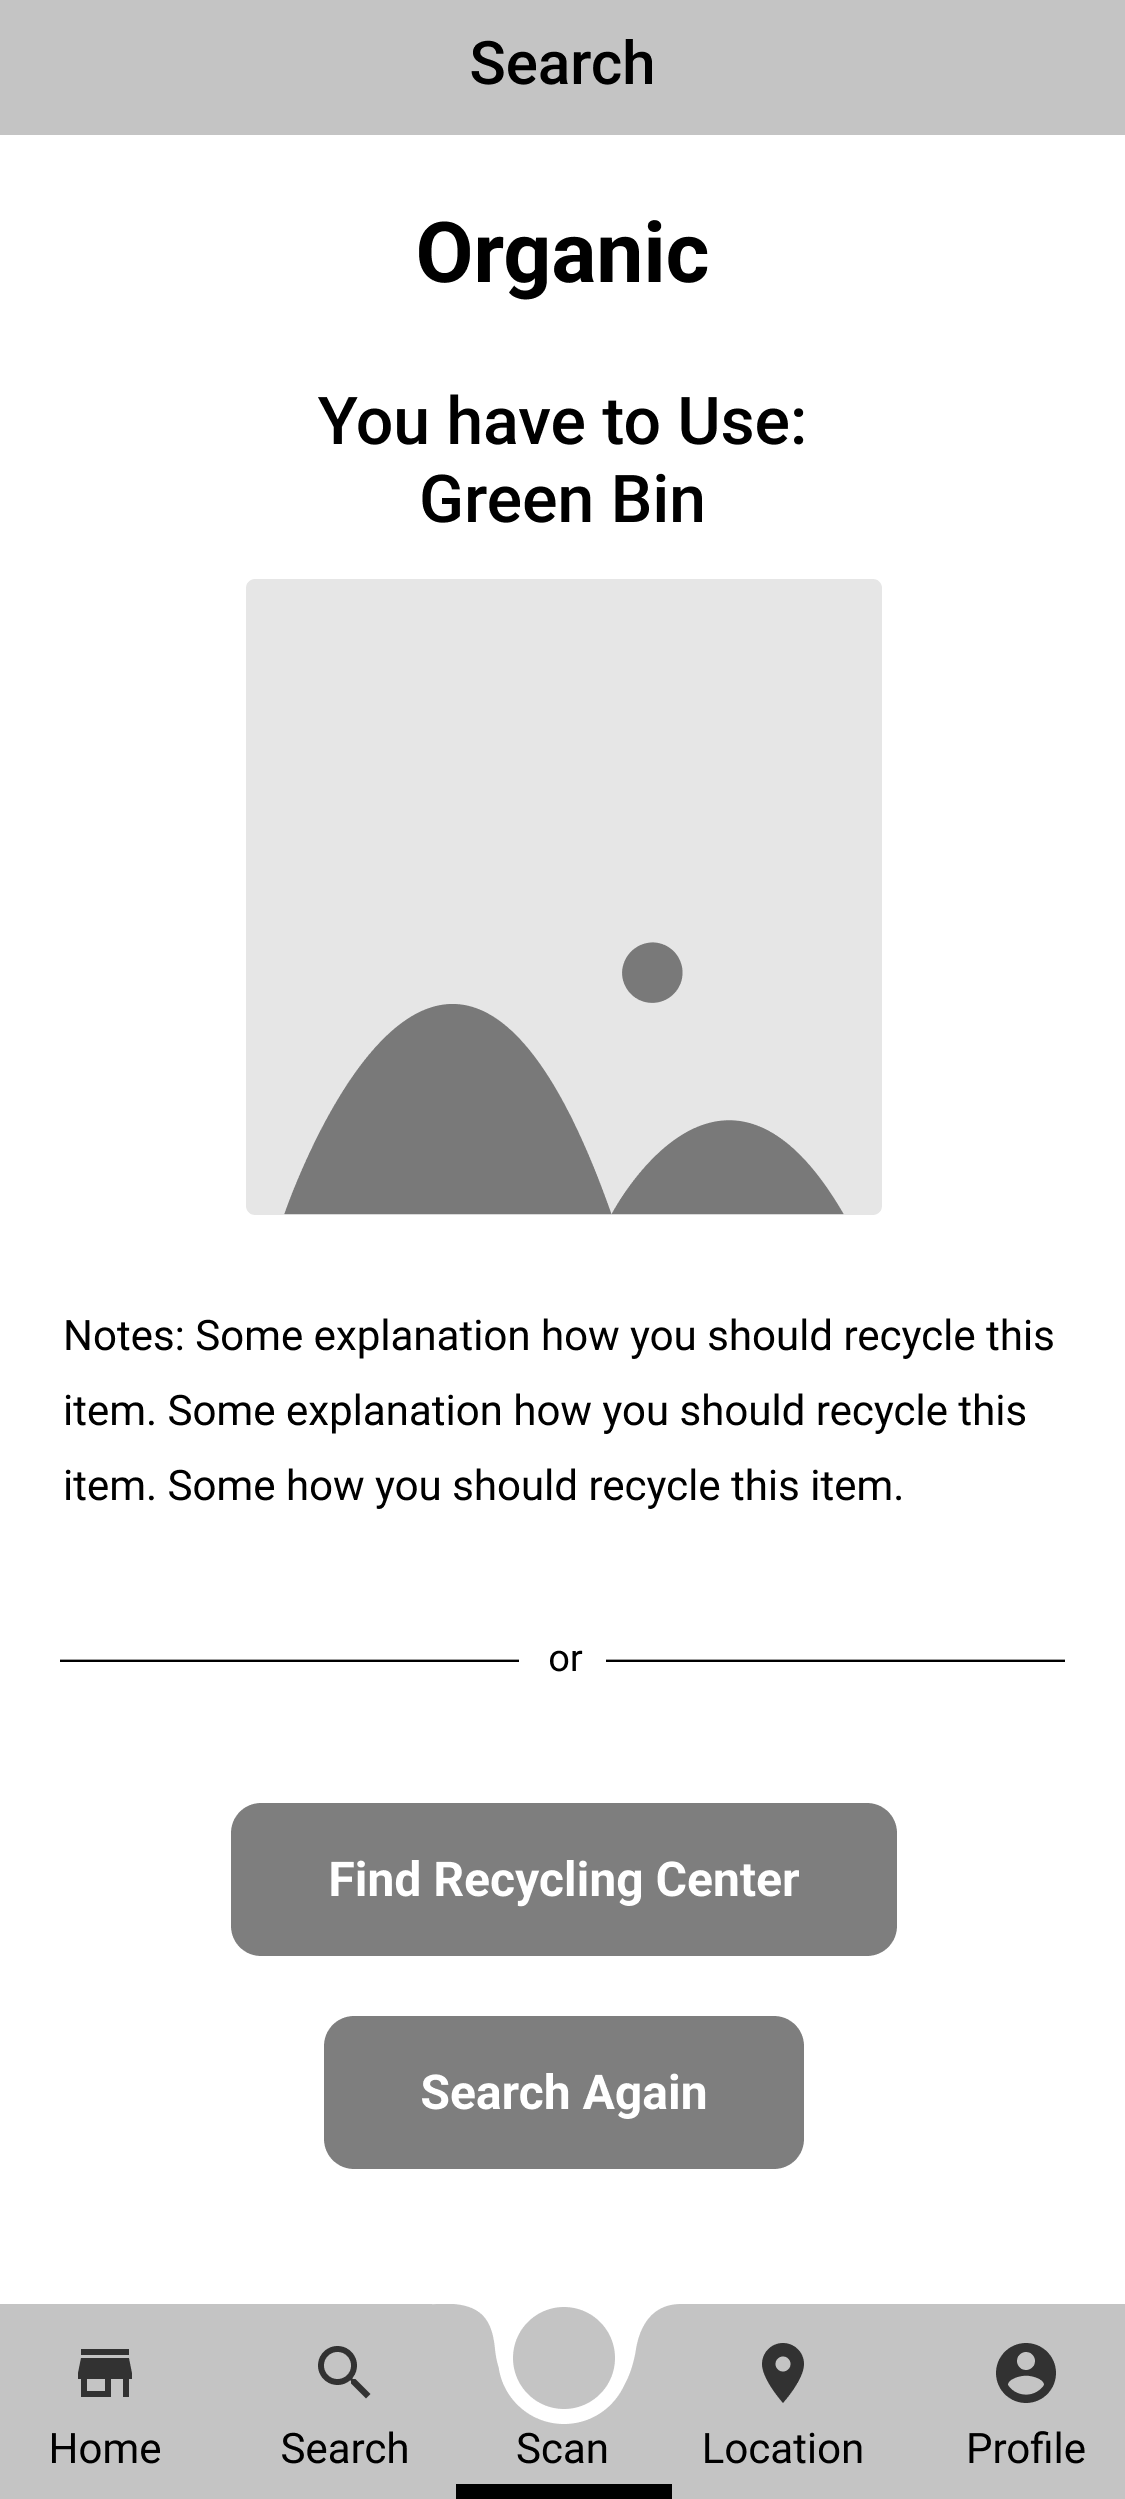 Search
Organic
You have to Use:
Green Bin
Notes: Some explanation how you should recycle this
item. Some explanation how you should recycle this
item. Some how you should recycle this item.
or
Find Recycling Center
Search Again
Home
Search
Scan
Location
Profile